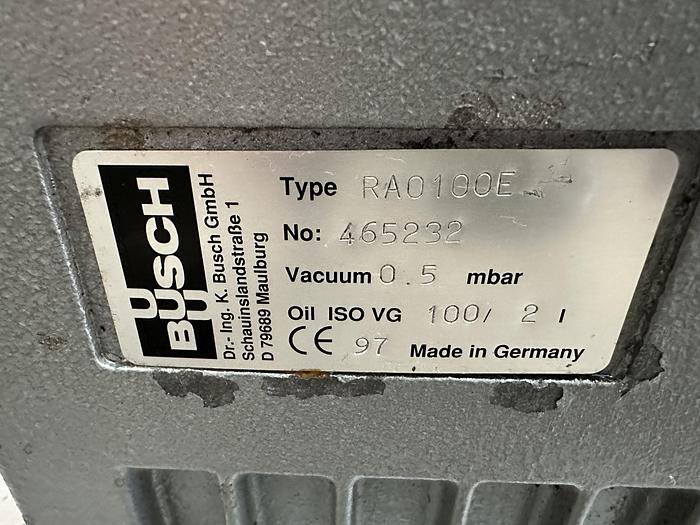 BUSCH
Dr.- Ing. K. Busch GmbH
Schauinslandstraße 1
D 79689 Maulburg
Type RA0100E
No: 465232
Vacuum 0.5 mbar
Oil ISO VG 100/ 2 l
CE 97 Made in Germany